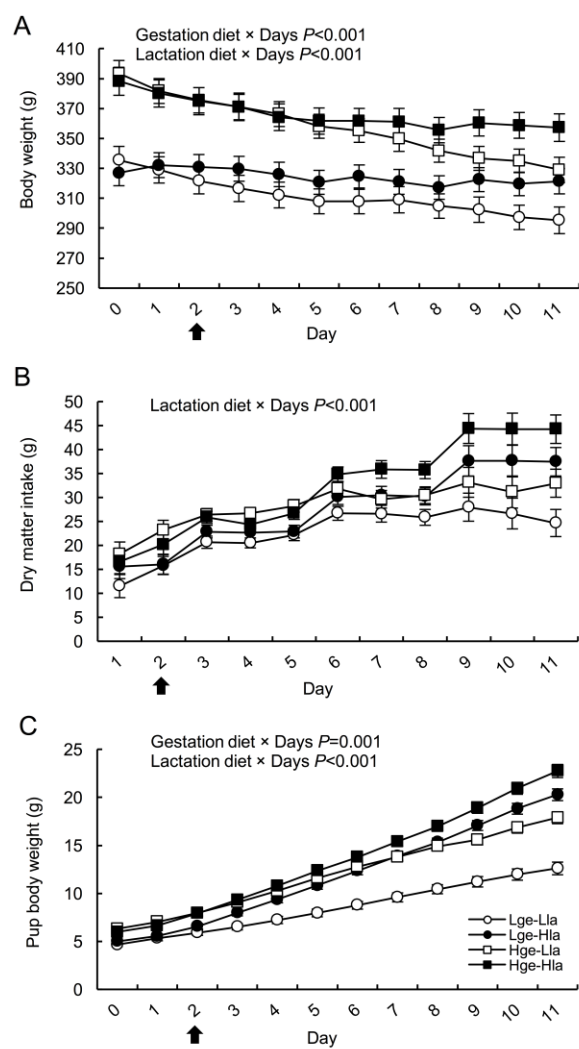 A
Gestation diet × Days P<0.001
Lactation diet × Days P<0.001
Body weight (g)
410
390
370
350
330
310
290
270
250
0 1 2 3 4 5 6 7 8 9 10 11
Day
B
Lactation diet × Days P<0.001
Dry matter intake (g)
50
45
40
35
30
25
20
15
10
5
0
1 2 3 4 5 6 7 8 9 10 11
Day
C
Gestation diet × Days P=0.001
Lactation diet × Days P<0.001
Pup body weight (g)
25
20
15
10
5
0
Lge-Lla
Lge-Hla
Hge-Lla
Hge-Hla
0 1 2 3 4 5 6 7 8 9 10 11
Day